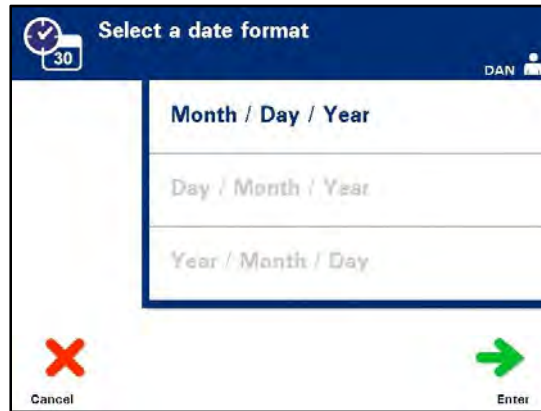 Select a date format
30
DAN
Month / Day / Year
Day / Month / Year
Year / Month / Day
Cancel
Enter